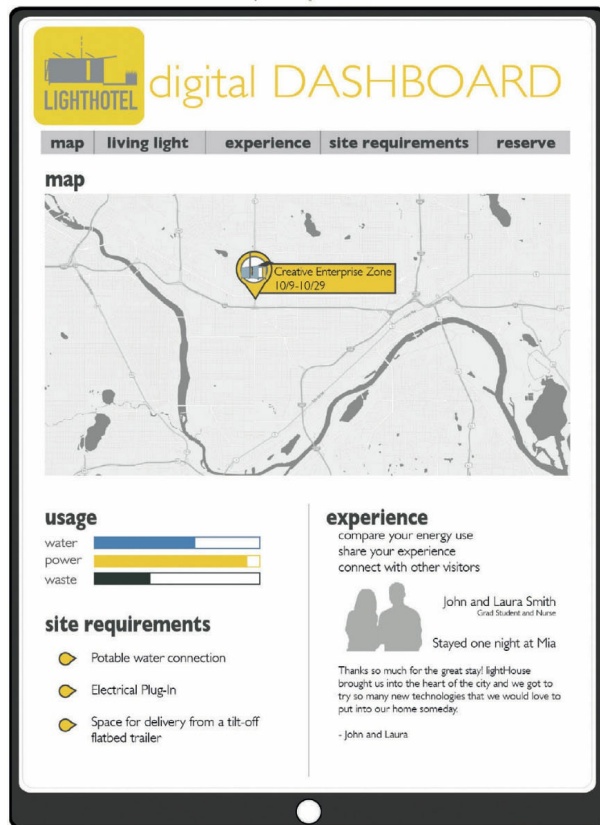 LIGHTHOTEL
digital DASHBOARD
map living light experience site requirements reserve
map
Creative Enterprise Zone
10/9-10/29
usage
water
power
waste
site requirements
Potable water connection
Electrical Plug-In
Space for delivery from a tilt-off
flatbed trailer
experience
compare your energy use
share your experience
connect with other visitors
John and Laura Smith
Grad Student and Nurse
Stayed one night at Mia
Thanks so much for the great stay! lightHouse
brought us into the heart of the city and we got to
try so many new technologies that we would love to
put into our home someday.
- John and Laura